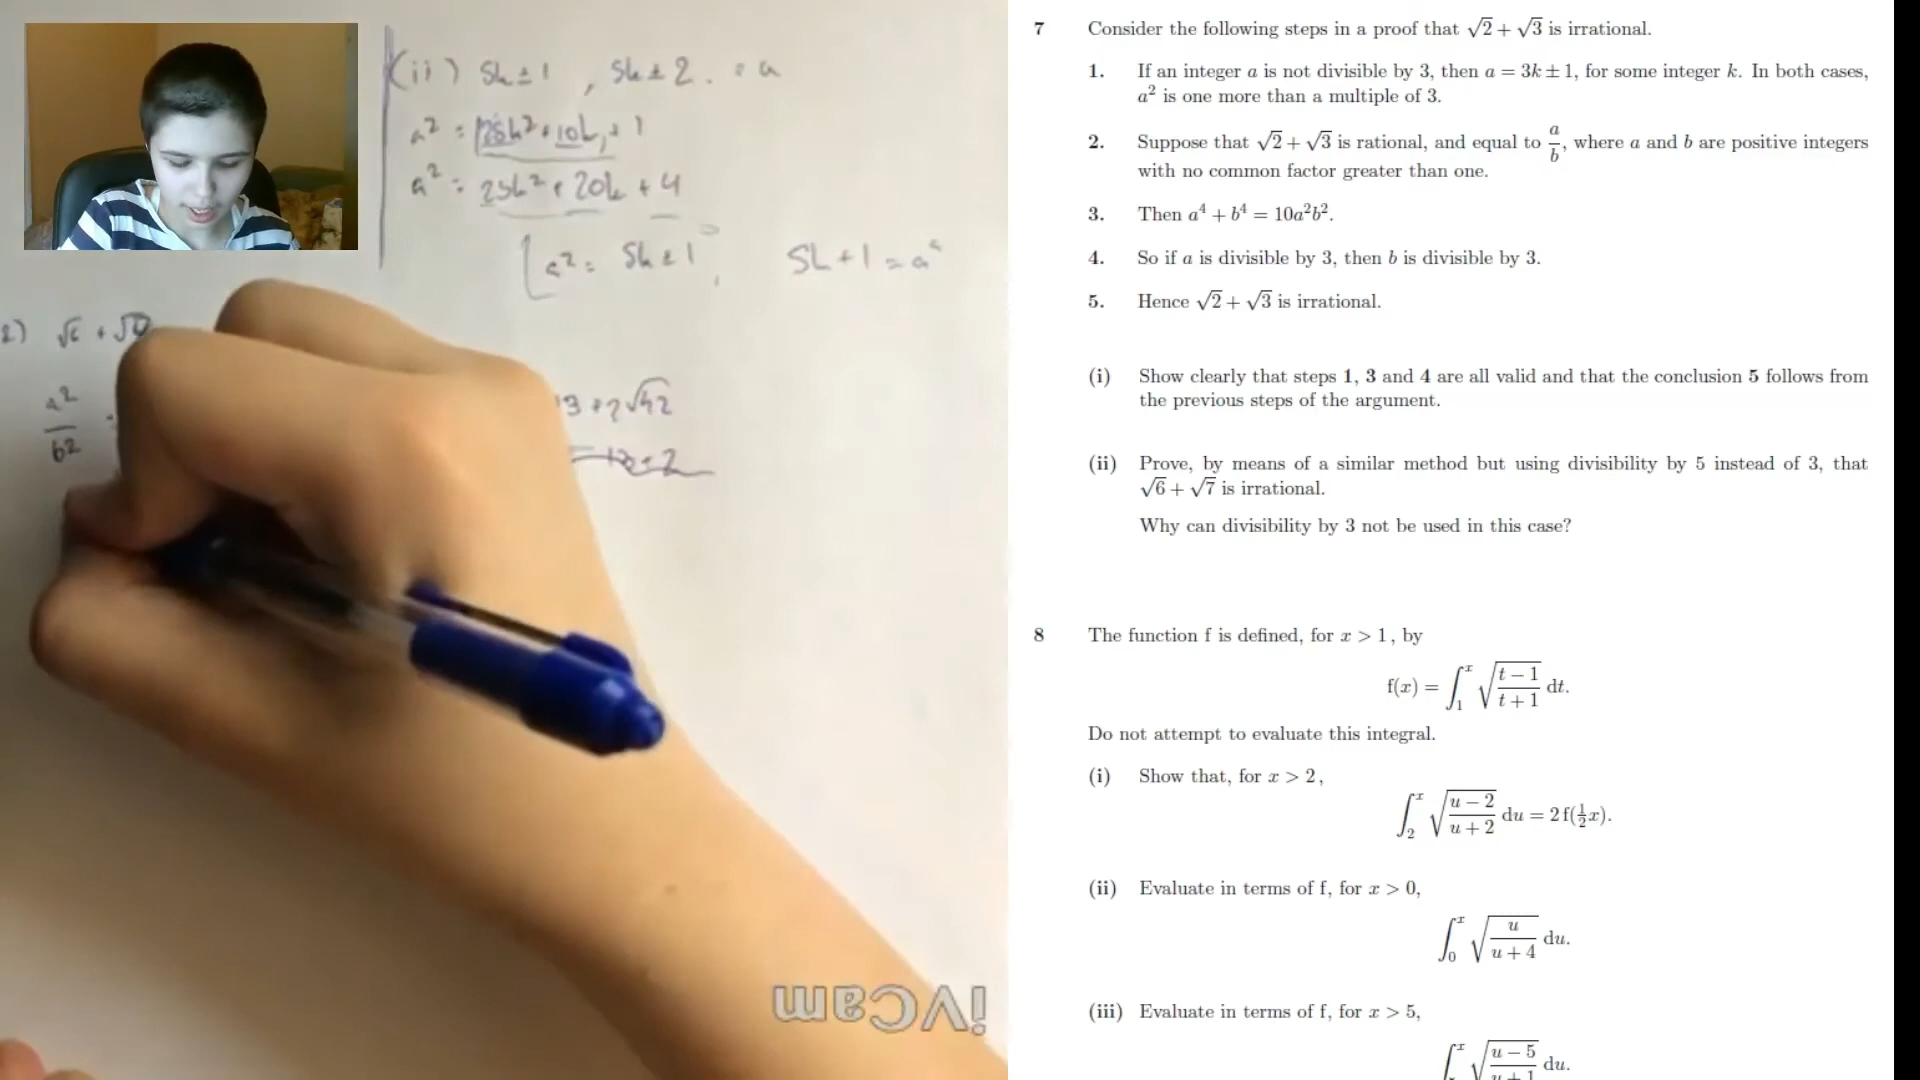 (ii) 5k±1, 5k±2. = a
a² = 25k²+10k+1
a² = 25k²+20k+4
a² = 5k±1, 5k+1 = a²
2) √6 +
a²
b²
13+2√42
7 Consider the following steps in a proof that √2 + √3 is irrational.
1. If an integer a is not divisible by 3, then a = 3k ± 1, for some integer k. In both cases,
a² is one more than a multiple of 3.
2. Suppose that √2 + √3 is rational, and equal to a/b, where a and b are positive integers
with no common factor greater than one.
3. Then a⁴ + b⁴ = 10a²b².
4. So if a is divisible by 3, then b is divisible by 3.
5. Hence √2 + √3 is irrational.
(i) Show clearly that steps 1, 3 and 4 are all valid and that the conclusion 5 follows from
the previous steps of the argument.
(ii) Prove, by means of a similar method but using divisibility by 5 instead of 3, that
√6 + √7 is irrational.
Why can divisibility by 3 not be used in this case?
8 The function f is defined, for x > 1, by
f(x) = ∫₁ˣ √((t − 1)/(t + 1)) dt.
Do not attempt to evaluate this integral.
(i) Show that, for x > 2,
∫₂ˣ √((u − 2)/(u + 2)) du = 2f(½x).
(ii) Evaluate in terms of f, for x > 0,
∫₀ˣ √(u/(u + 4)) du.
(iii) Evaluate in terms of f, for x > 5,
√((u − 5)/(u + 1)) du.
iVCam